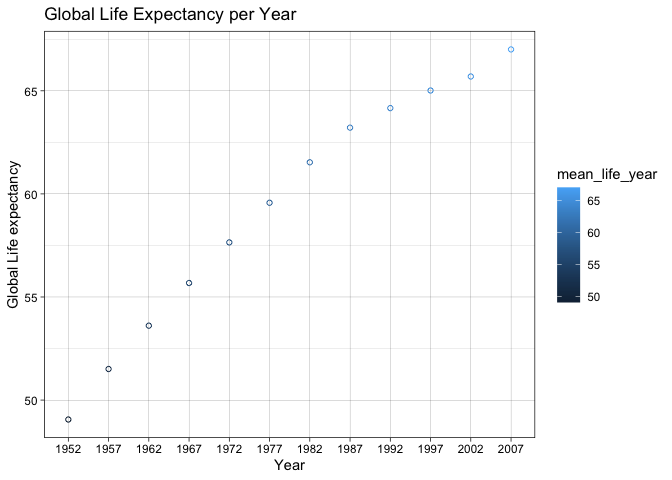 Global Life Expectancy per Year
Global Life expectancy
65
60
55
50
1952 1957 1962 1967 1972 1977 1982 1987 1992 1997 2002 2007
Year
mean_life_year
65
60
55
50